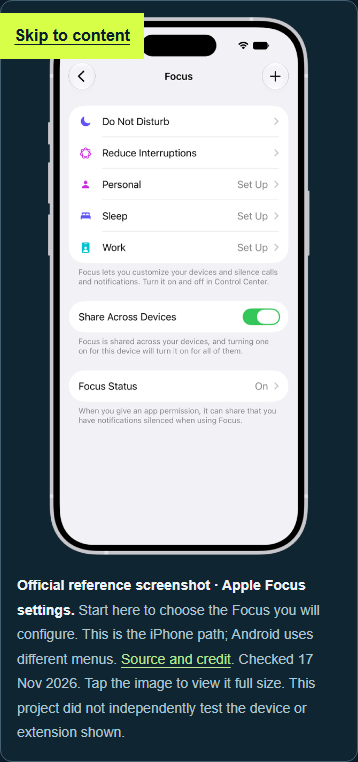 Skip to content
Focus
Do Not Disturb
Reduce Interruptions
Personal Set Up
Sleep Set Up
Work Set Up
Focus lets you customize your devices and silence calls
and notifications. Turn it on and off in Control Center.
Share Across Devices
Focus is shared across your devices, and turning one
on for this device will turn it on for all of them.
Focus Status On
When you give an app permission, it can share that you
have notifications silenced when using Focus.
Official reference screenshot · Apple Focus
settings. Start here to choose the Focus you will
configure. This is the iPhone path; Android uses
different menus. Source and credit. Checked 17
Nov 2026. Tap the image to view it full size. This
project did not independently test the device or
extension shown.